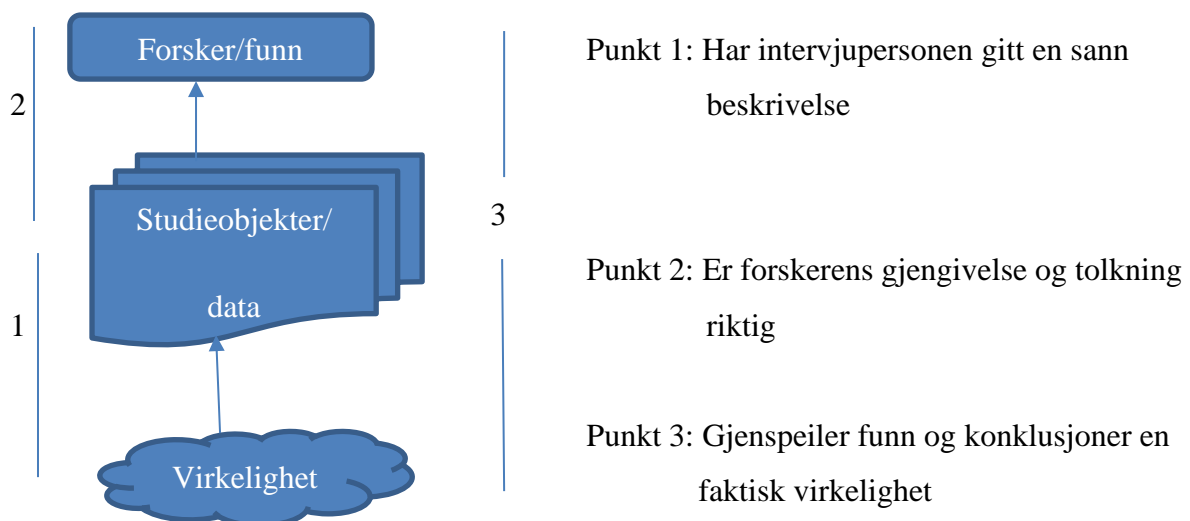 Forsker/funn
2
Studieobjekter/
data
1
Virkelighet
3
Punkt 1: Har intervjupersonen gitt en sann
beskrivelse
Punkt 2: Er forskerens gjengivelse og tolkning
riktig
Punkt 3: Gjenspeiler funn og konklusjoner en
faktisk virkelighet